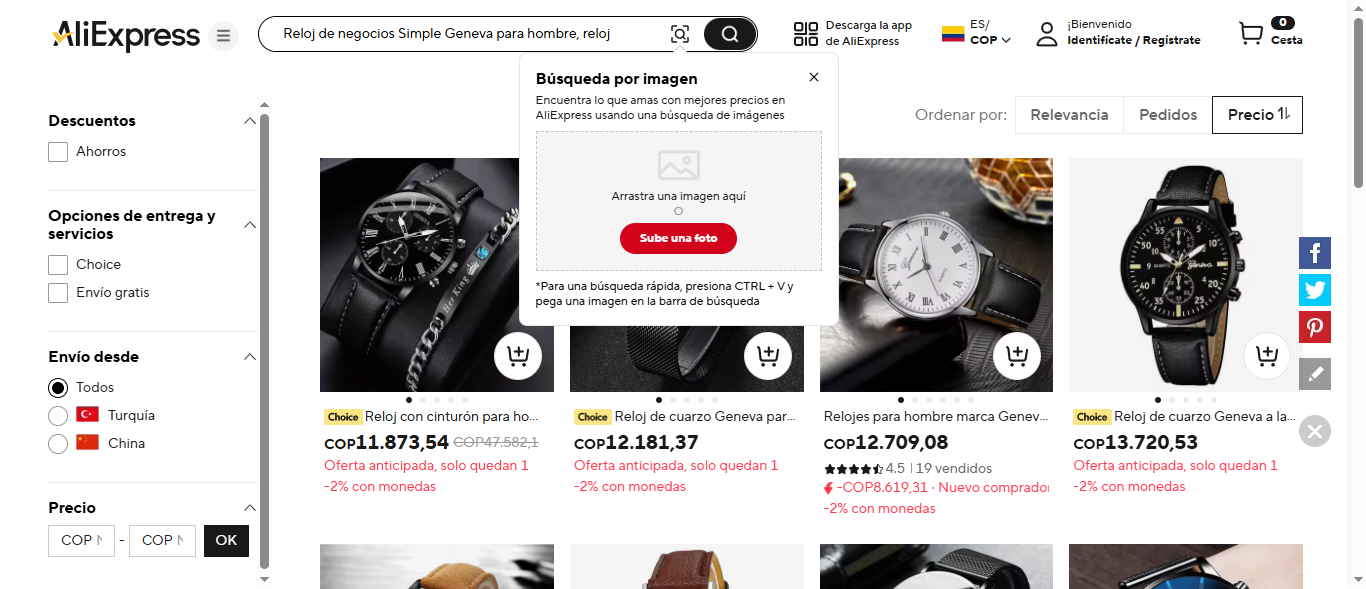 AliExpress
Reloj de negocios Simple Geneva para hombre, reloj
Descarga la app
de AliExpress
ES/
COP
¡Bienvenido
Identifícate / Regístrate
0
Cesta
Búsqueda por imagen
Encuentra lo que amas con mejores precios en
AliExpress usando una búsqueda de imágenes
Arrastra una imagen aquí
O
Sube una foto
*Para una búsqueda rápida, presiona CTRL + V y
pega una imagen en la barra de búsqueda
Descuentos
Ahorros
Opciones de entrega y
servicios
Choice
Envío gratis
Envío desde
Todos
Turquía
China
Precio
COP
-
COP
OK
Ordenar por:
Relevancia
Pedidos
Precio
Her King
Choice Reloj con cinturón para ho...
COP11.873,54 COP47.582,1
Oferta anticipada, solo quedan 1
-2% con monedas
Choice Reloj de cuarzo Geneva par...
COP12.181,37
Oferta anticipada, solo quedan 1
-2% con monedas
Relojes para hombre marca Genev...
COP12.709,08
4.5 | 19 vendidos
-COP8.619,31 · Nuevo comprador
-2% con monedas
Choice Reloj de cuarzo Geneva a la...
COP13.720,53
Oferta anticipada, solo quedan 1
-2% con monedas